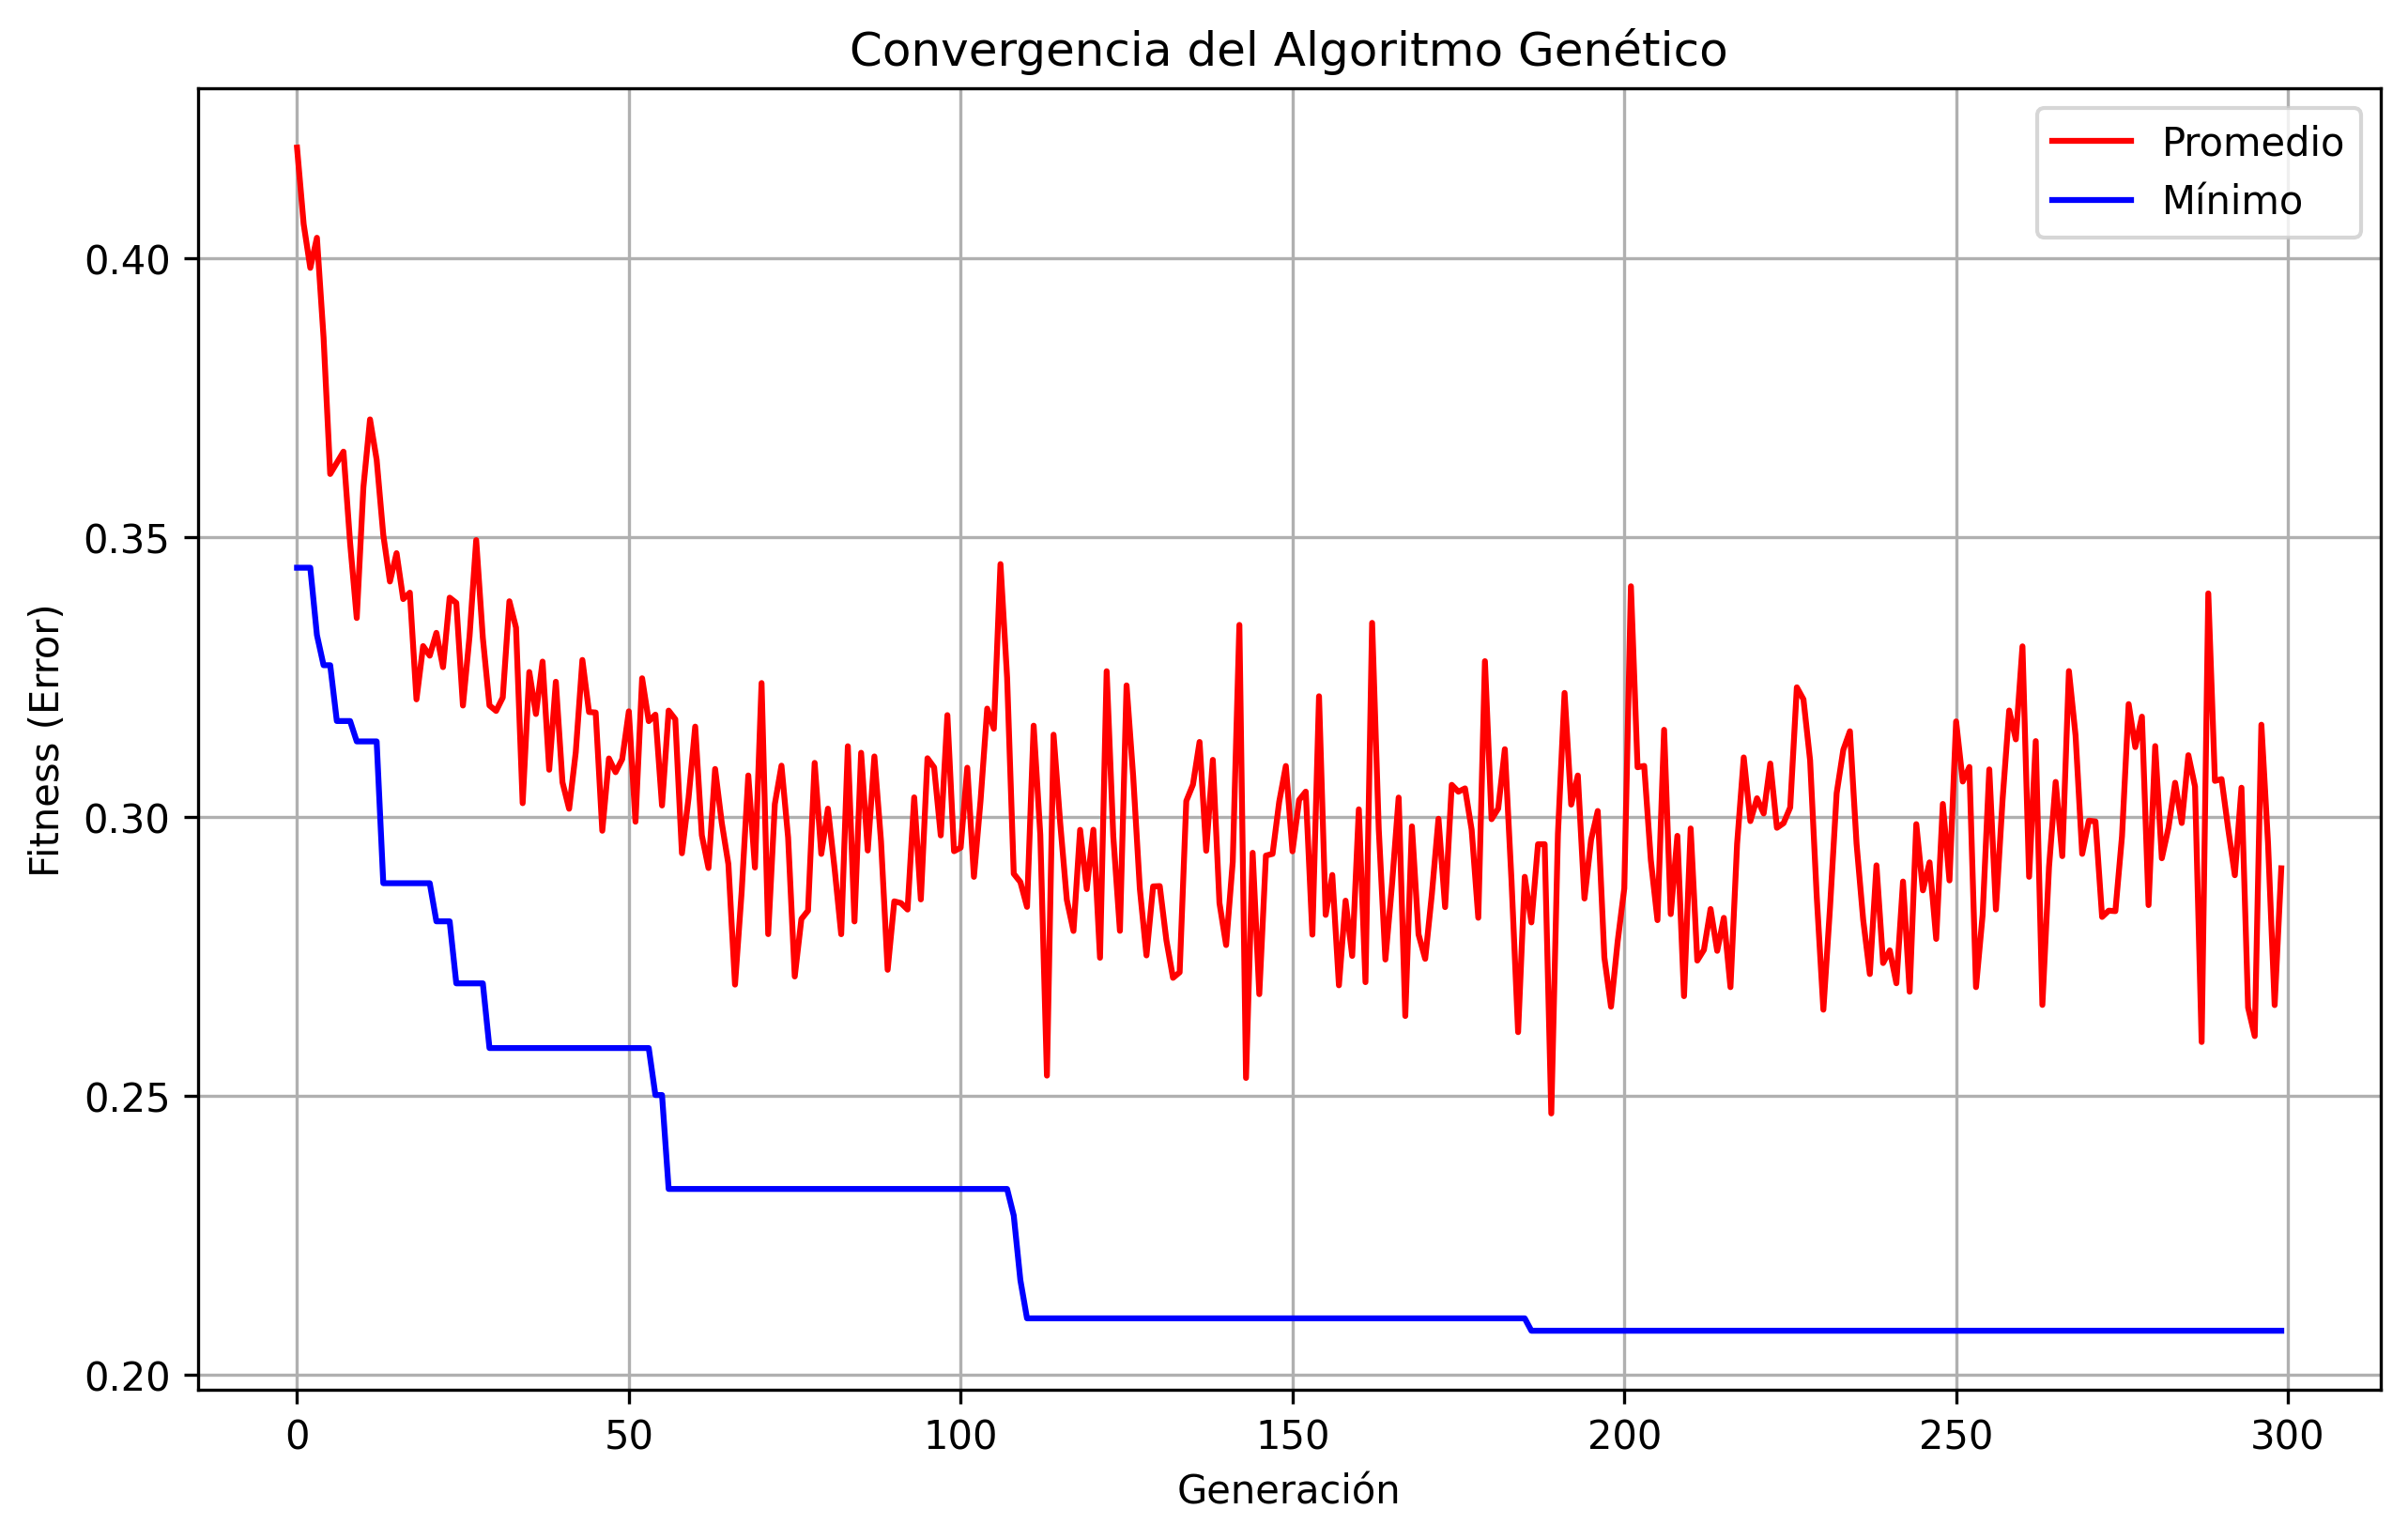 Convergencia del Algoritmo Genético
Promedio
Mínimo
0.40
0.35
0.30
0.25
0.20
Fitness (Error)
0 50 100 150 200 250 300
Generación